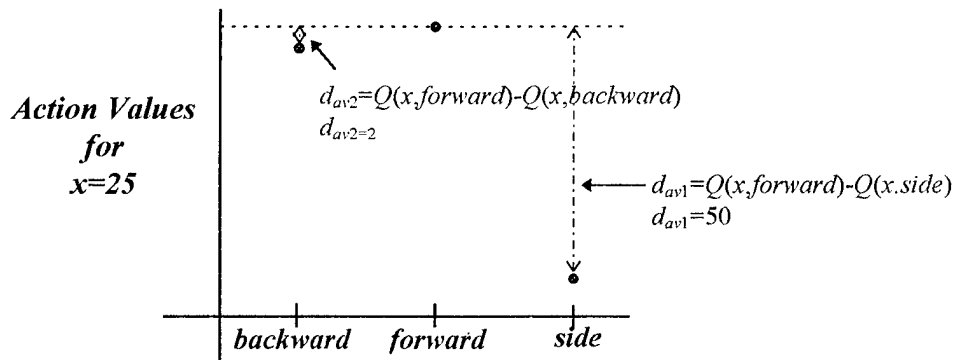 Action Values
for
x=25
d_av2=Q(x,forward)-Q(x,backward)
d_av2=2
d_av1=Q(x,forward)-Q(x.side)
d_av1=50
backward forward side